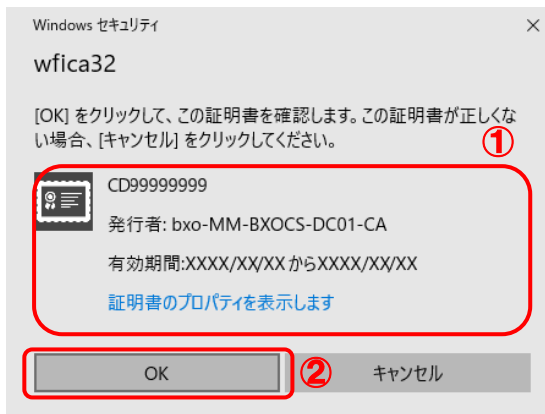 Windows セキュリティ
×
wfica32
[OK] をクリックして、この証明書を確認します。この証明書が正しくな
い場合、[キャンセル] をクリックしてください。
①
CD99999999
発行者: bxo-MM-BXOCS-DC01-CA
有効期間:XXXX/XX/XX からXXXX/XX/XX
証明書のプロパティを表示します
OK
②
キャンセル